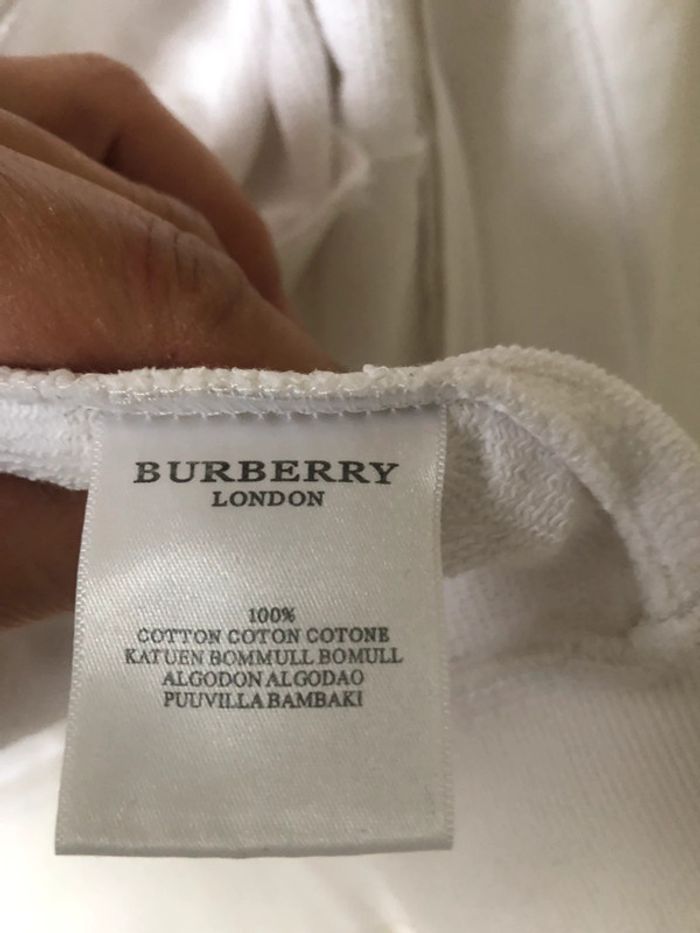 BURBERRY
LONDON
100%
COTTON COTON COTONE
KATUEN BOMMULL BOMULL
ALGODON ALGODAO
PUUVILLA BAMBAKI